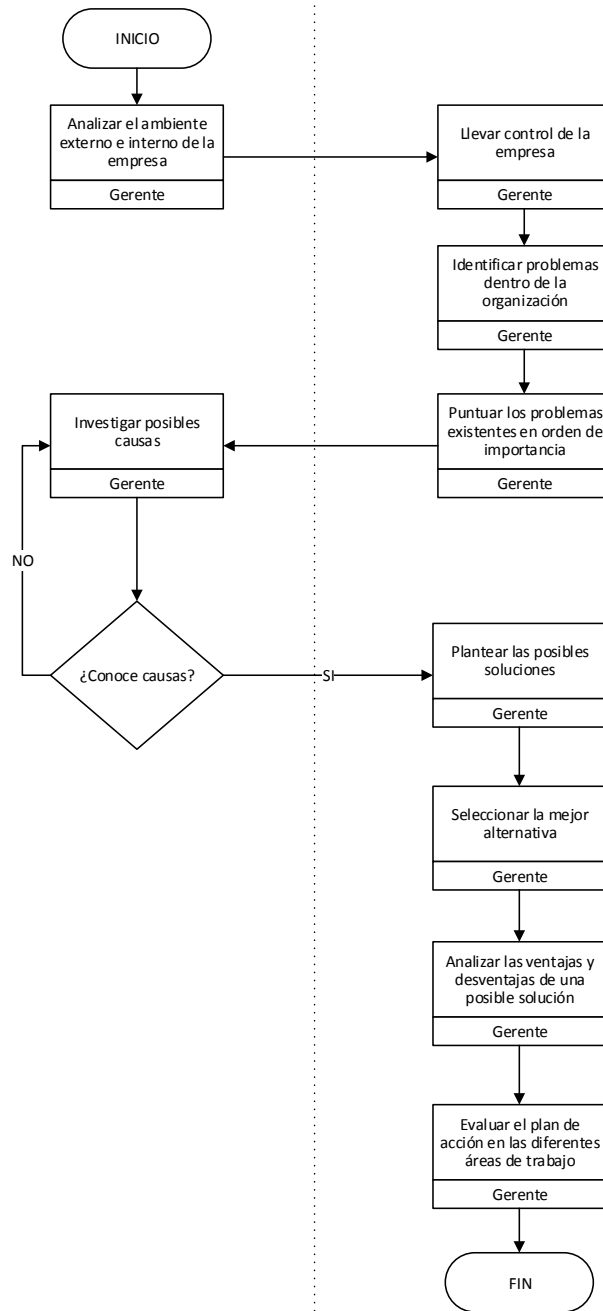 INICIO
Analizar el ambiente
externo e interno de la
empresa
Gerente
Llevar control de la
empresa
Gerente
Identificar problemas
dentro de la
organización
Gerente
Puntuar los problemas
existentes en orden de
importancia
Gerente
Investigar posibles
causas
Gerente
NO
¿Conoce causas?
SI
Plantear las posibles
soluciones
Gerente
Seleccionar la mejor
alternativa
Gerente
Analizar las ventajas y
desventajas de una
posible solución
Gerente
Evaluar el plan de
acción en las diferentes
áreas de trabajo
Gerente
FIN